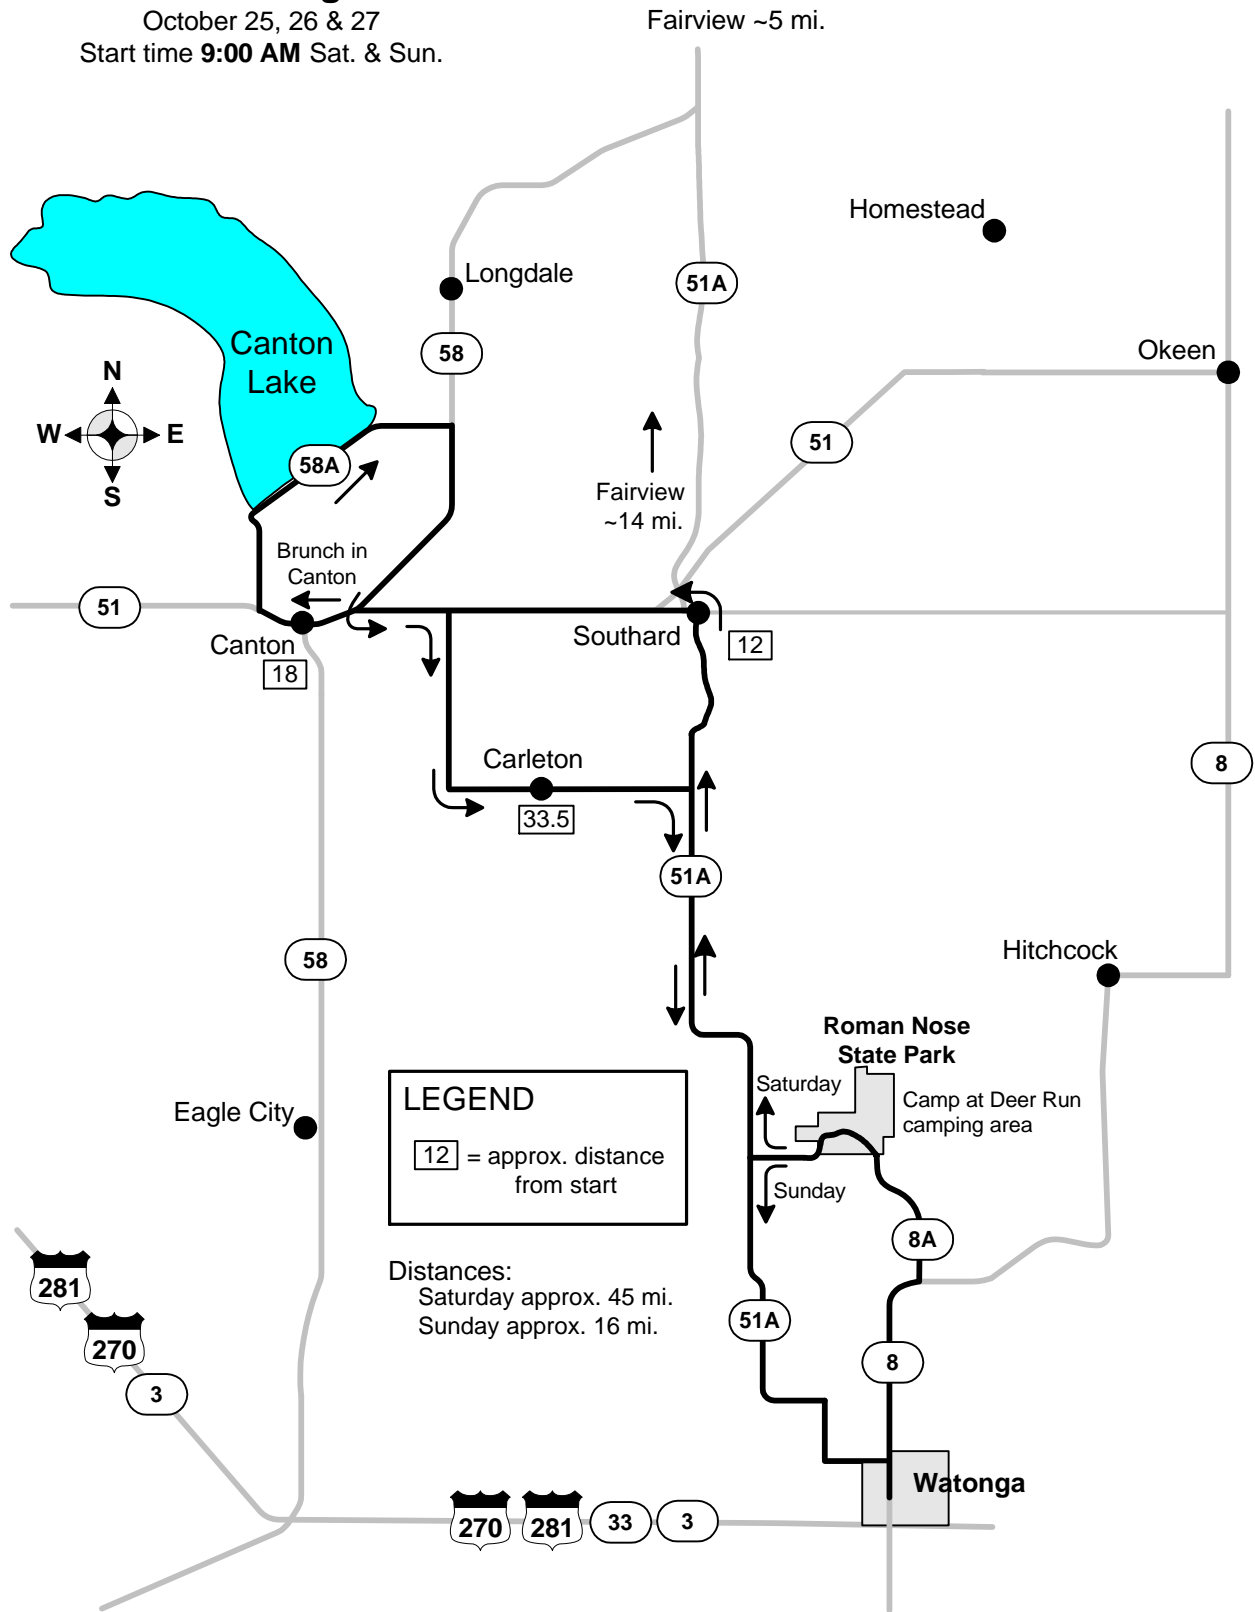 October 25, 26 & 27
Start time 9:00 AM Sat. & Sun.
Fairview ~5 mi.
Homestead
Longdale
51A
Canton
Lake
58
Okeen
N
W
E
S
51
58A
Fairview
~14 mi.
Brunch in
Canton
51
Canton
18
Southard
12
Carleton
33.5
8
51A
58
Hitchcock
Roman Nose
State Park
Saturday
Camp at Deer Run
camping area
Sunday
Eagle City
LEGEND
12 = approx. distance
from start
8A
281
Distances:
Saturday approx. 45 mi.
Sunday approx. 16 mi.
51A
270
8
3
Watonga
270
281
33
3